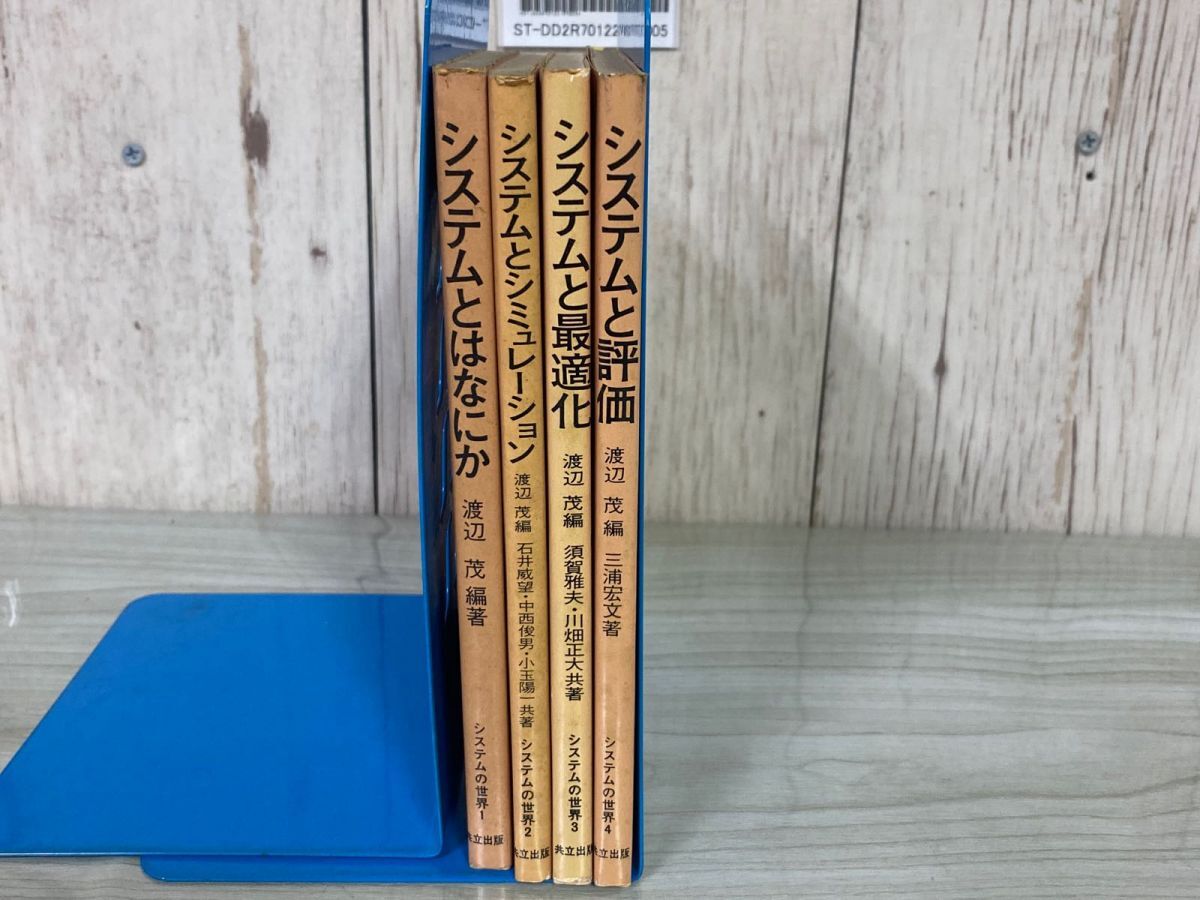 システムとはなにか
渡辺 茂 編著
システムの世界1
共立出版
システムとシミュレーション
渡辺 茂編 石井威望・中西俊男・小玉陽一共著
システムの世界2
共立出版
システムと最適化
渡辺 茂編 須賀雅夫・川畑正大共著
システムの世界3
共立出版
システムと評価
渡辺 茂編 三浦宏文著
システムの世界4
共立出版